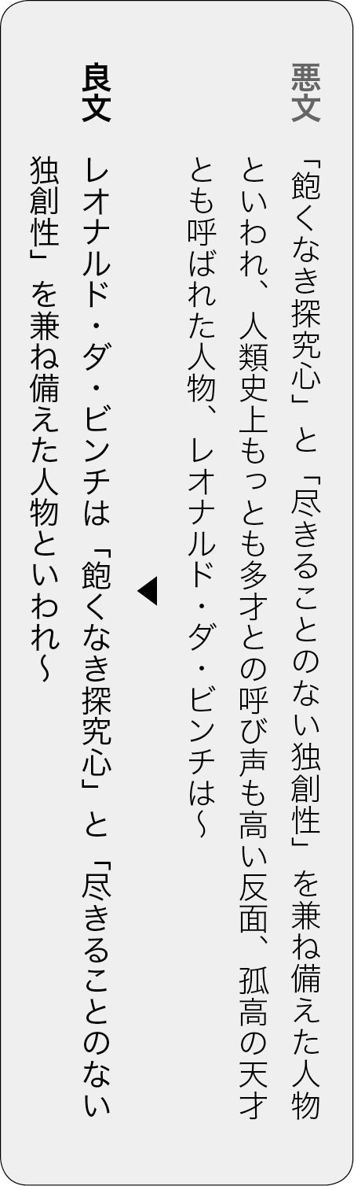 悪文 「飽くなき探究心」と「尽きることのない独創性」を兼ね備えた人物
といわれ、人類史上もっとも多才との呼び声も高い反面、孤高の天才
とも呼ばれた人物、レオナルド・ダ・ビンチは〜
良文 レオナルド・ダ・ビンチは「飽くなき探究心」と「尽きることのない
独創性」を兼ね備えた人物といわれ〜